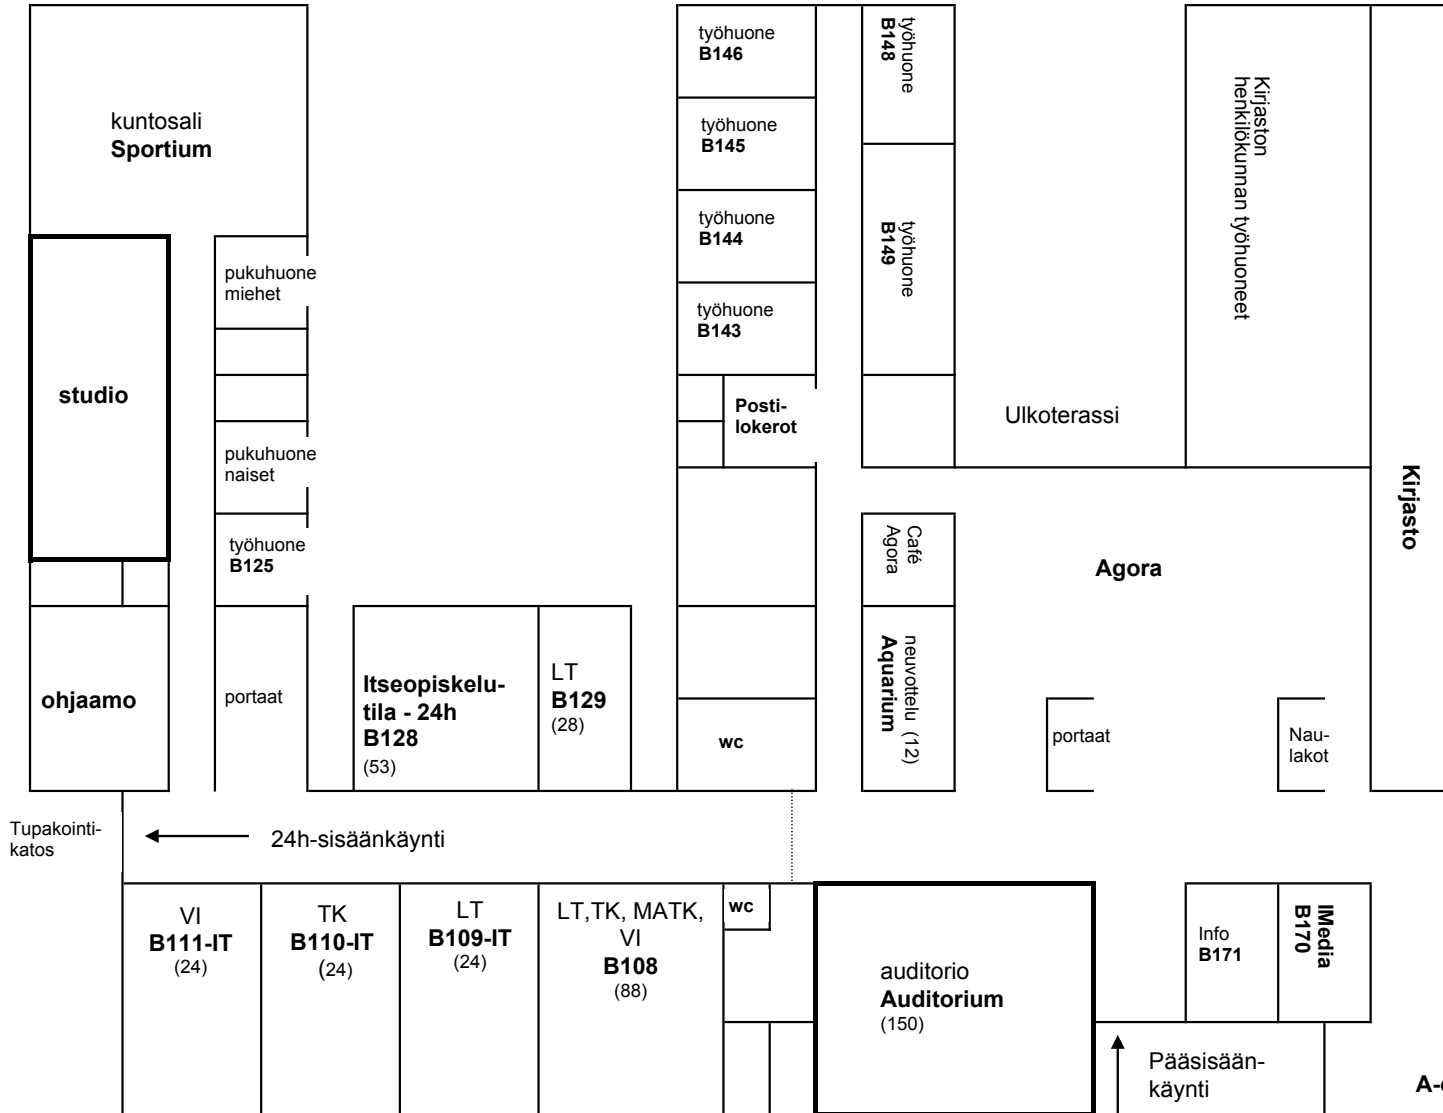 kuntosali
Sportium
työhuone
B146
työhuone
B148
työhuone
B145
työhuone
B144
työhuone
B149
työhuone
B143
Kirjaston
henkilökunnan työhuoneet
pukuhuone
miehet
studio
pukuhuone
naiset
Posti-
lokerot
Ulkoterassi
Kirjasto
työhuone
B125
Café
Agora
Agora
ohjaamo
portaat
Itseopiskelu-
tila - 24h
B128
(53)
LT
B129
(28)
wc
neuvottelu (12)
Aquarium
portaat
Nau-
lakot
Tupakointi-
katos
24h-sisäänkäynti
VI
B111-IT
(24)
TK
B110-IT
(24)
LT
B109-IT
(24)
LT,TK, MATK,
VI
B108
(88)
wc
auditorio
Auditorium
(150)
Info
B171
IMedia
B170
Pääsisään-
käynti